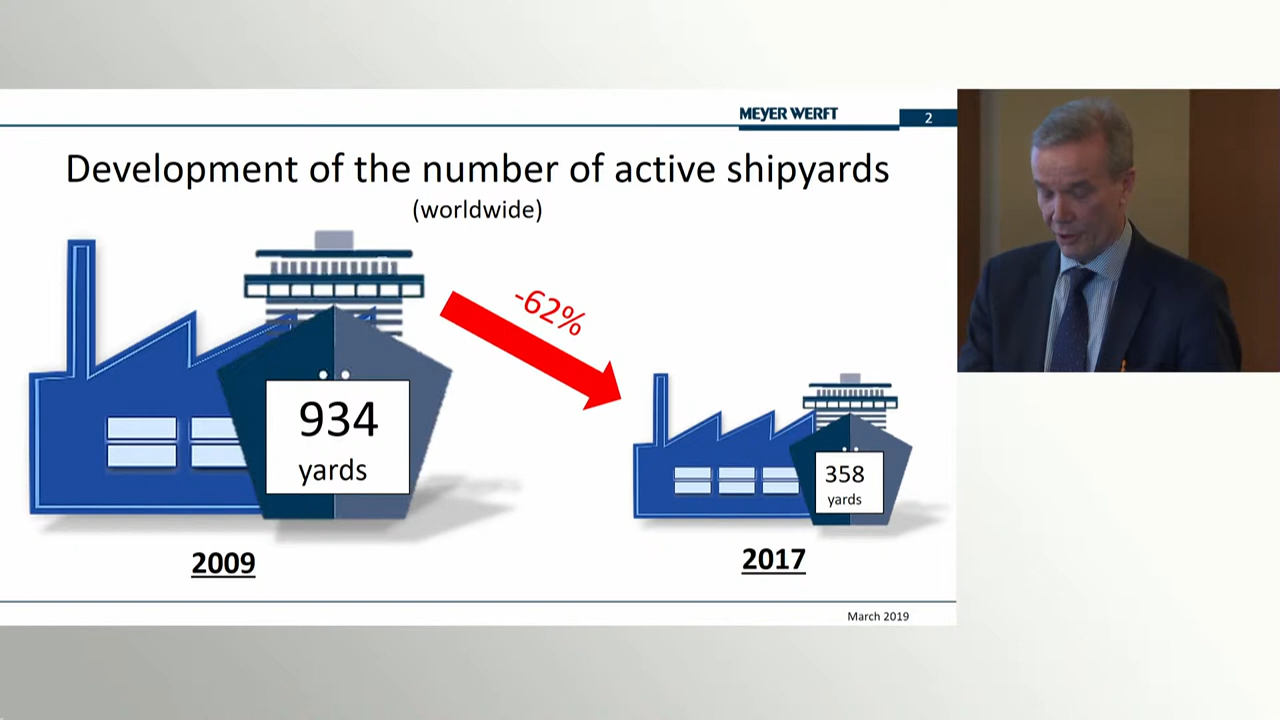 MEYER WERFT
2
Development of the number of active shipyards
(worldwide)
-62%
934
yards
358
yards
2009
2017
March 2019